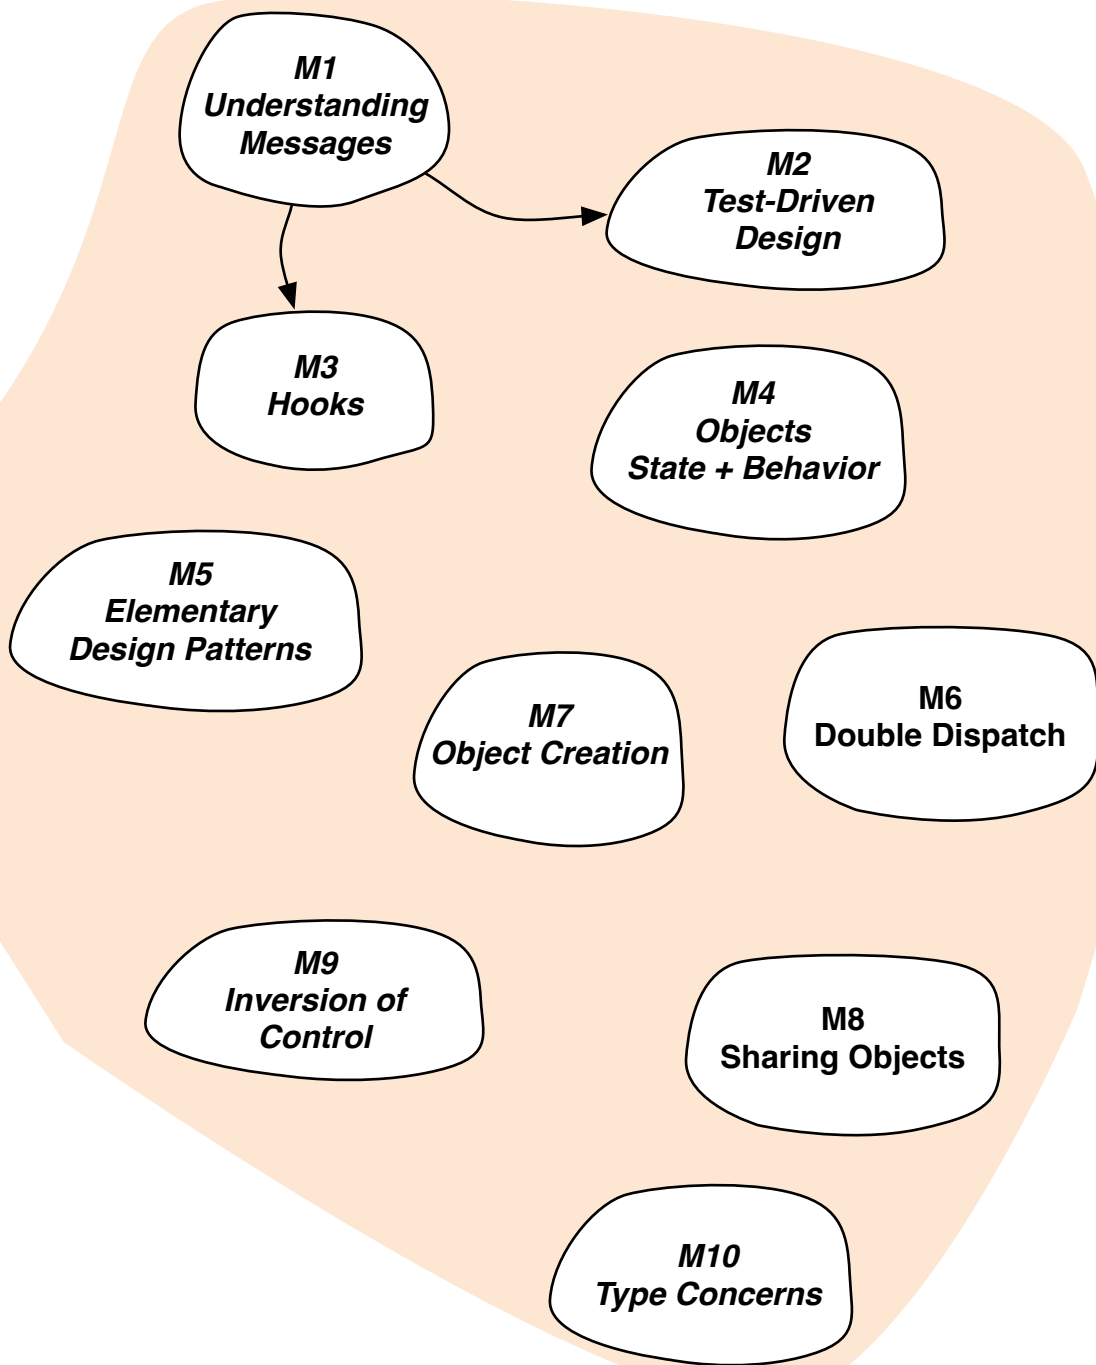 M1
Understanding
Messages
M2
Test-Driven
Design
M3
Hooks
M4
Objects
State + Behavior
M5
Elementary
Design Patterns
M6
Double Dispatch
M7
Object Creation
M9
Inversion of
Control
M8
Sharing Objects
M10
Type Concerns